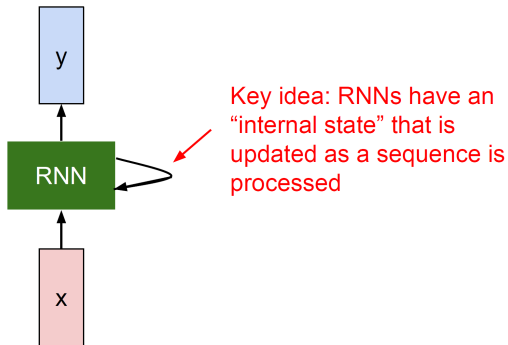 y
Key idea: RNNs have an
“internal state” that is
updated as a sequence is
processed
RNN
x